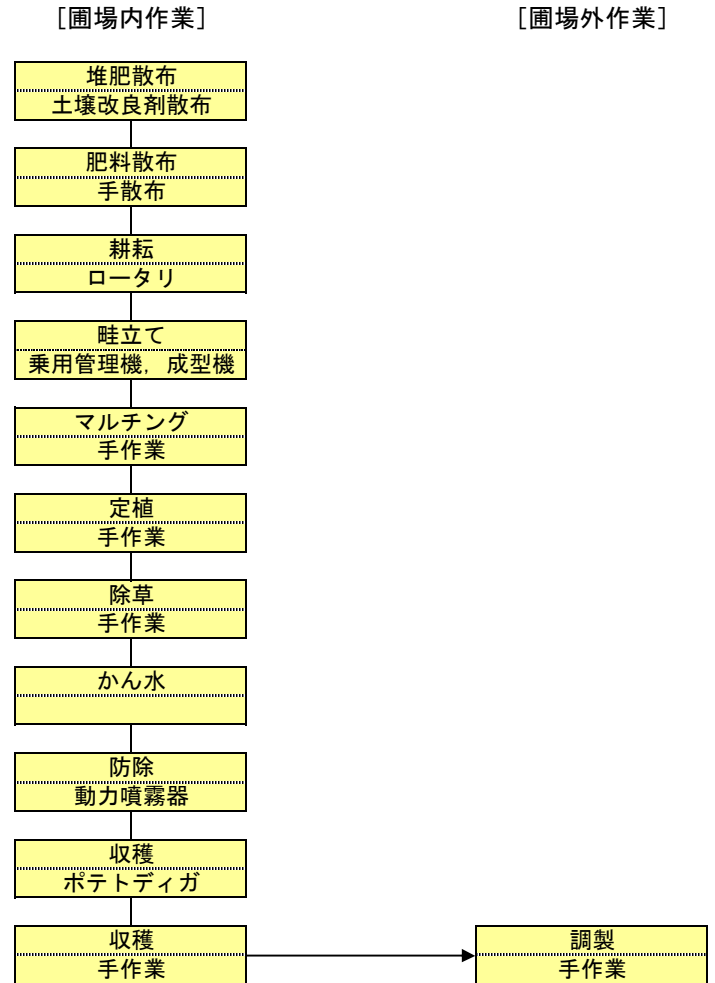 ［圃場内作業］
［圃場外作業］
堆肥散布
土壌改良剤散布
肥料散布
手散布
耕耘
ロータリ
畦立て
乗用管理機，成型機
マルチング
手作業
定植
手作業
除草
手作業
かん水
防除
動力噴霧器
収穫
ポテトディガ
収穫
手作業
調製
手作業